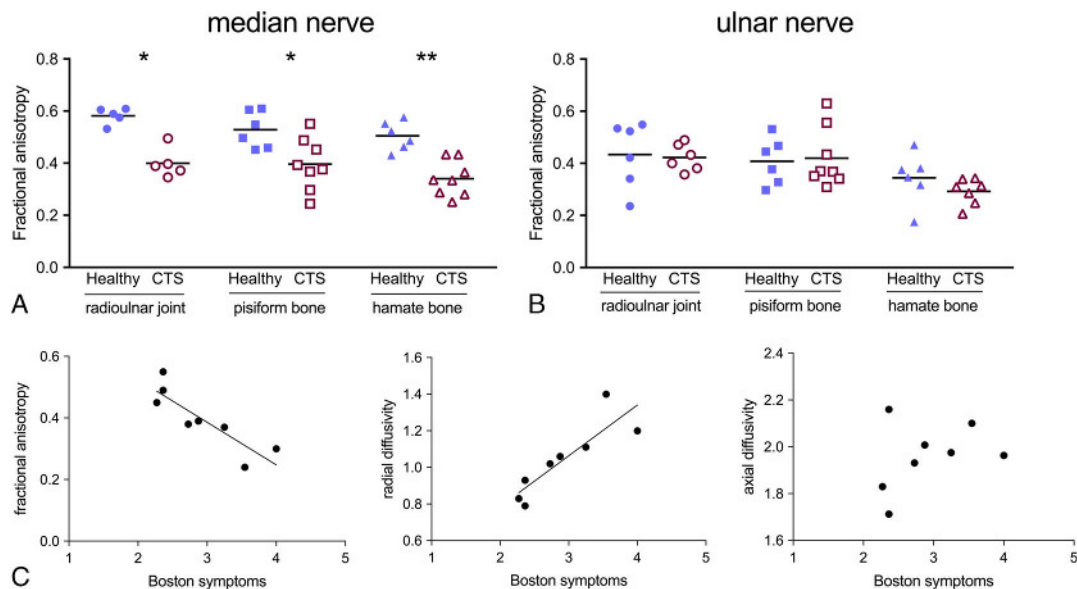 median nerve
* * **
Fractional anisotropy
0.8
0.6
0.4
0.2
0.0
Healthy CTS Healthy CTS Healthy CTS
radioulnar joint pisiform bone hamate bone
A
ulnar nerve
Fractional anisotropy
0.8
0.6
0.4
0.2
0.0
Healthy CTS Healthy CTS Healthy CTS
radioulnar joint pisiform bone hamate bone
B
fractional anisotropy
0.6
0.4
0.2
0.0
1 2 3 4 5
Boston symptoms
radial diffusivity
1.6
1.4
1.2
1.0
0.8
0.6
1 2 3 4 5
Boston symptoms
axial diffusivity
2.4
2.2
2.0
1.8
1.6
1 2 3 4 5
Boston symptoms
C